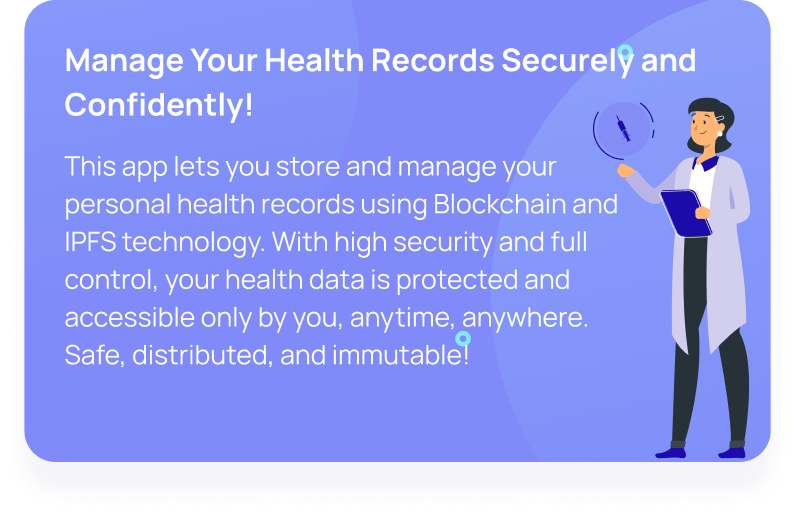 Manage Your Health Records Securely and
Confidently!
This app lets you store and manage your
personal health records using Blockchain and
IPFS technology. With high security and full
control, your health data is protected and
accessible only by you, anytime, anywhere.
Safe, distributed, and immutable!